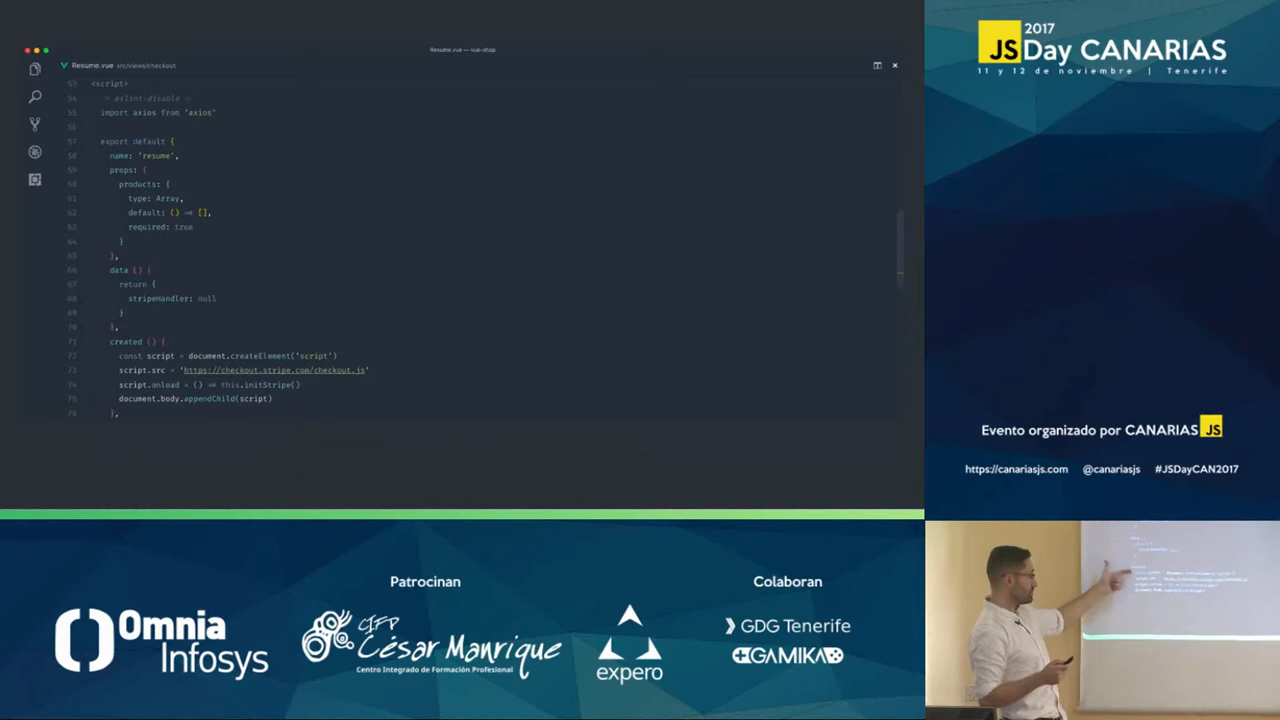 Resume.vue — vue-shop
Resume.vue src/views/checkout
53 <script>
54 eslint-disable
55 import axios from 'axios'
56
57 export default {
58 name: 'resume',
59 props: {
60 products: {
61 type: Array,
62 default: () => [],
63 required: true
64 }
65 },
66 data () {
67 return {
68 stripeHandler: null
69 }
70 },
71 created () {
72 const script = document.createElement('script')
73 script.src = 'https://checkout.stripe.com/checkout.js'
74 script.onload = () => this.initStripe()
75 document.body.appendChild(script)
76 },
2017
JSDay CANARIAS
11 y 12 de noviembre | Tenerife
Evento organizado por CANARIAS JS
https://canariasjs.com @canariasjs #JSDayCAN2017
Patrocinan
Omnia
Infosys
CIFP
César Manrique
Centro Integrado de Formación Profesional
expero
Colaboran
GDG Tenerife
GAMIKA